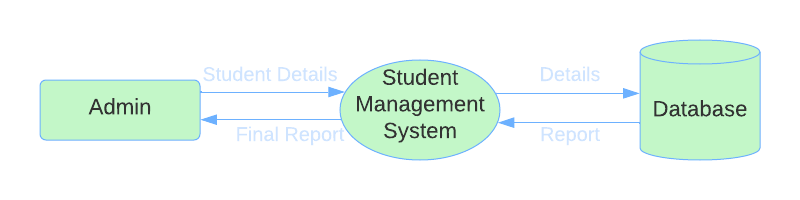 Student Details
Admin
Final Report
Student
Management
System
Details
Report
Database